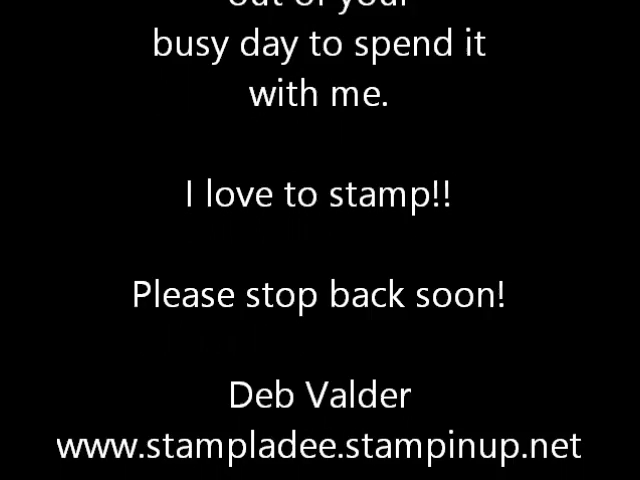 out of your
busy day to spend it
with me.
I love to stamp!!
Please stop back soon!
Deb Valder
www.stampladee.stampinup.net